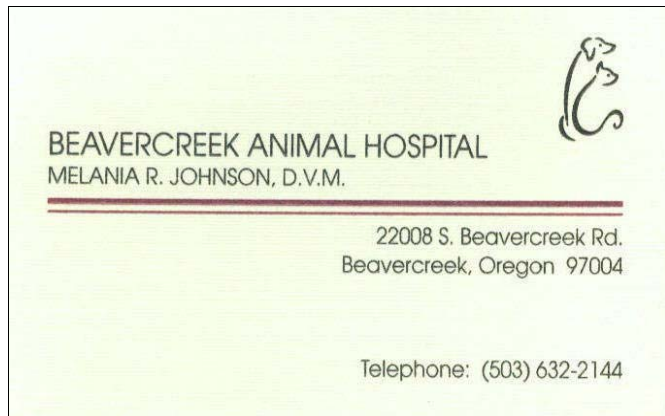 BEAVERCREEK ANIMAL HOSPITAL
MELANIA R. JOHNSON, D.V.M.
22008 S. Beavercreek Rd.
Beavercreek, Oregon 97004
Telephone: (503) 632-2144